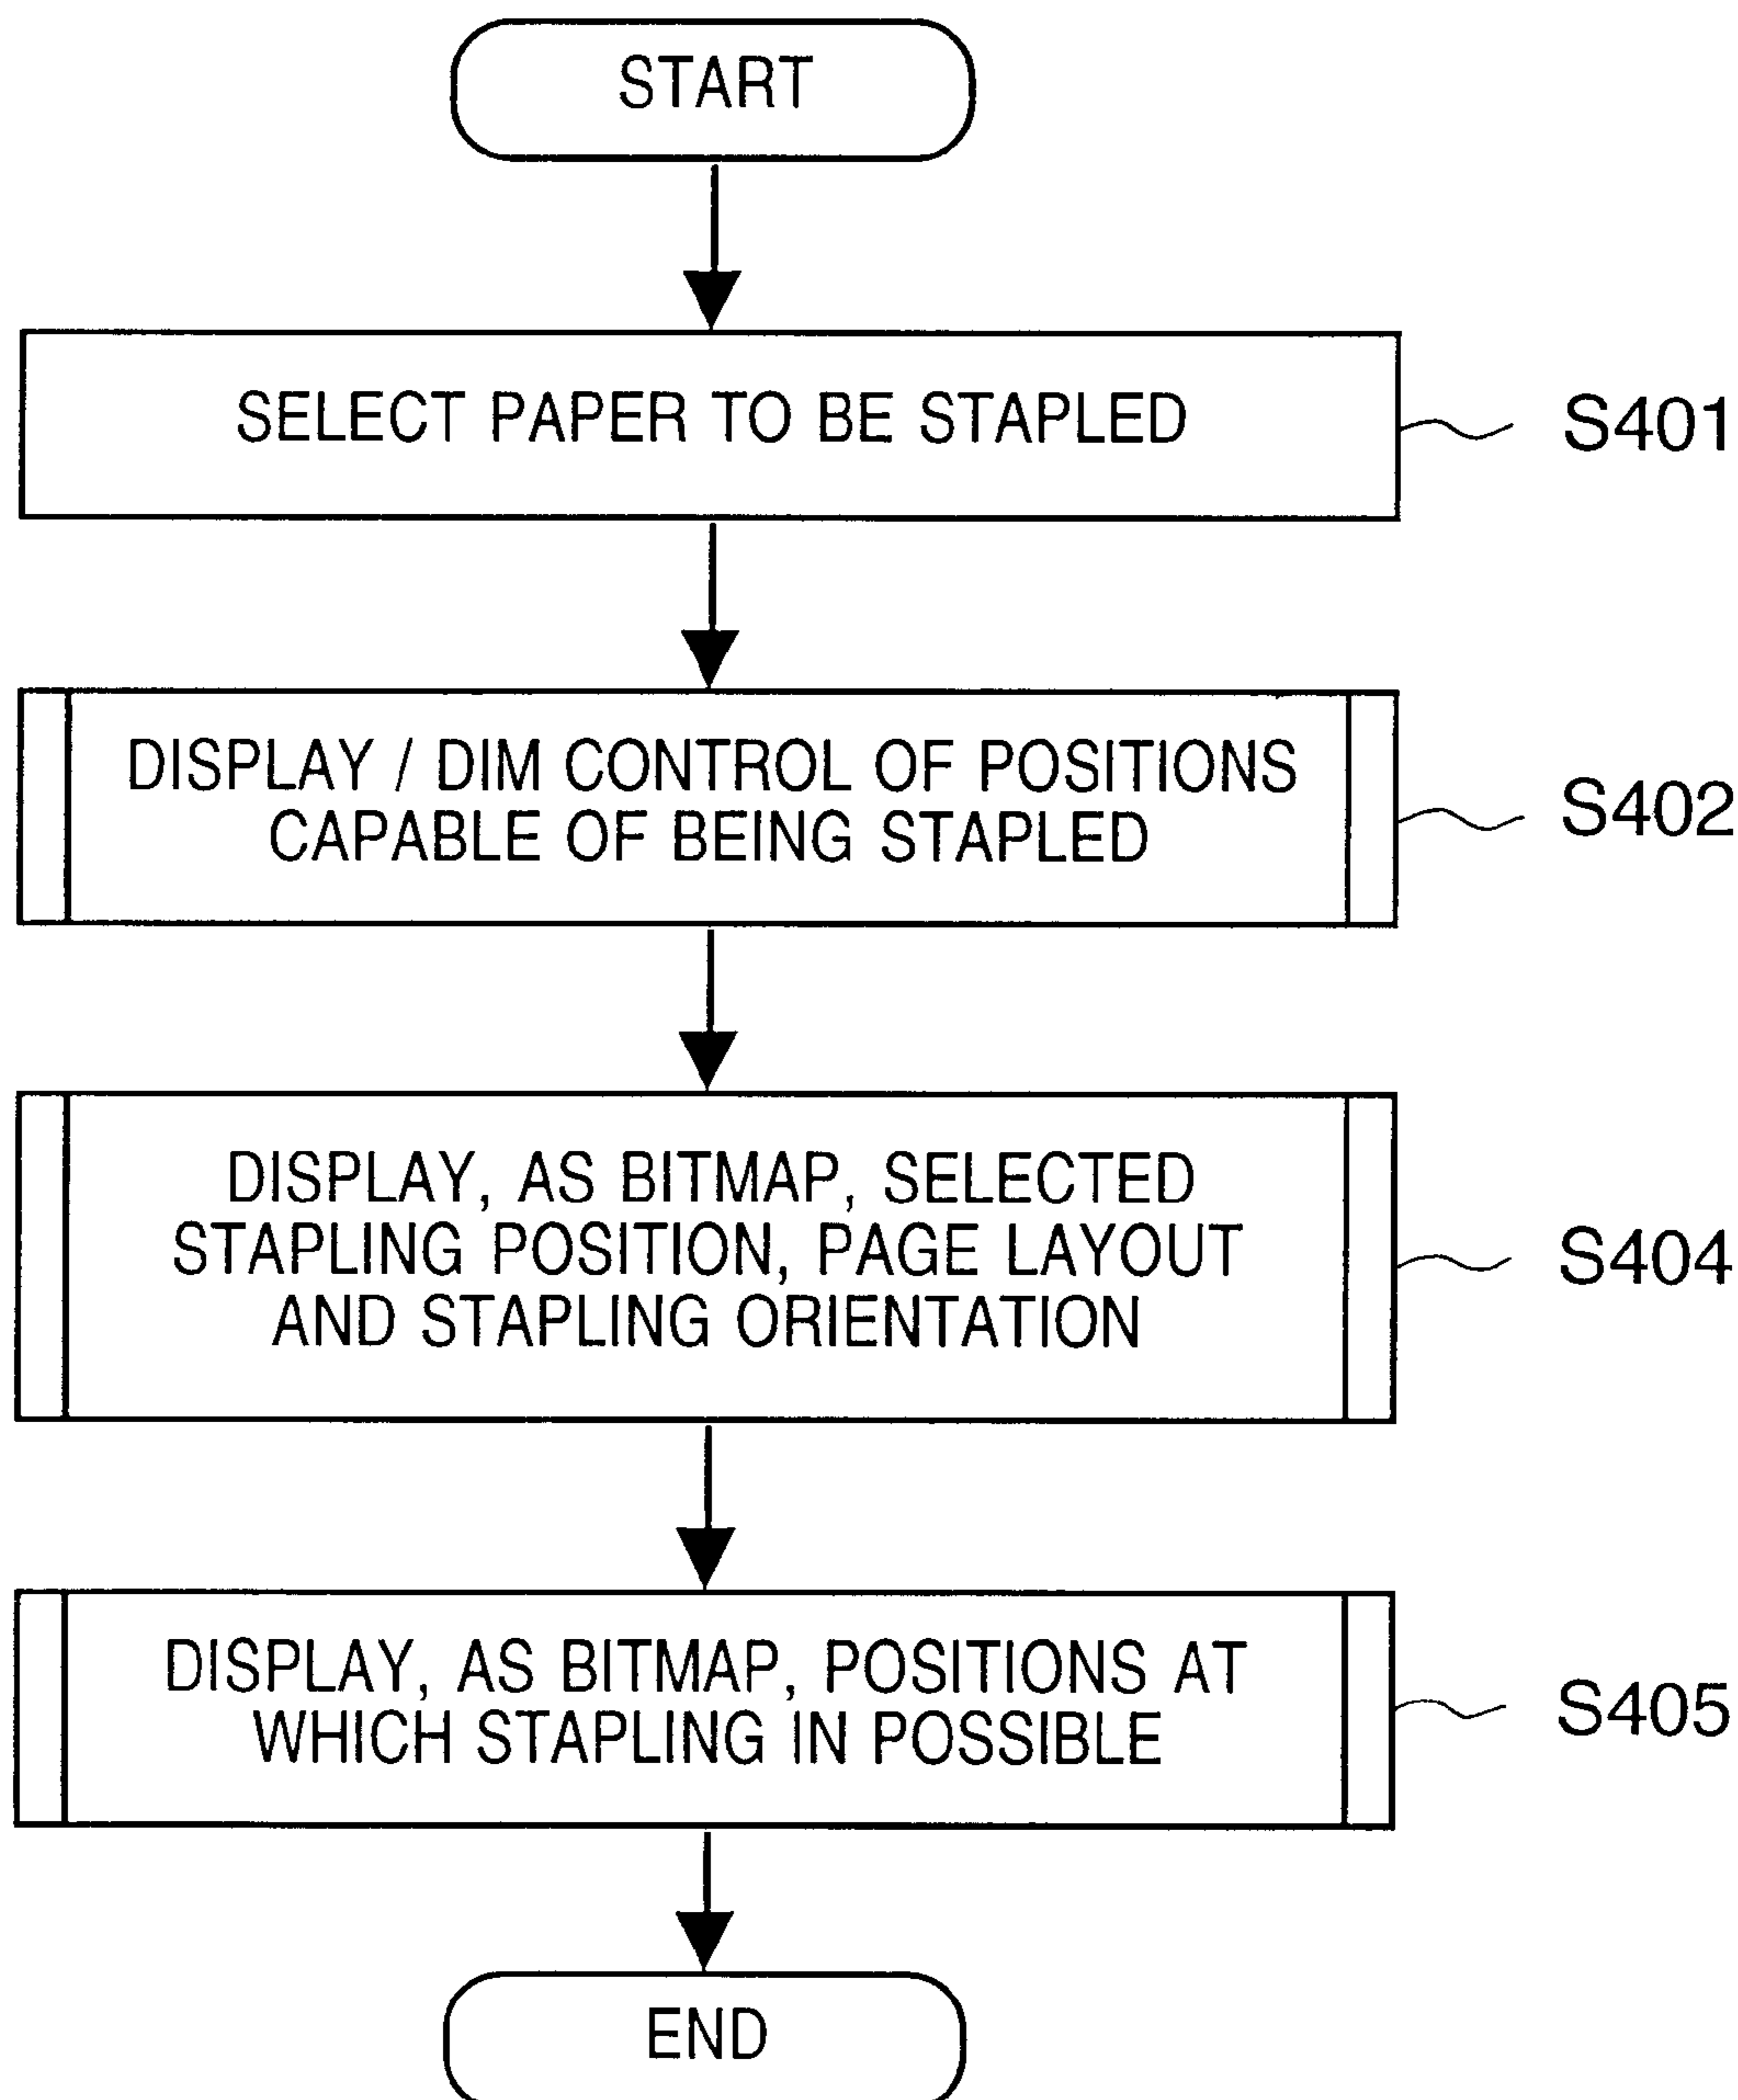 START
SELECT PAPER TO BE STAPLED
S401
DISPLAY / DIM CONTROL OF POSITIONS
CAPABLE OF BEING STAPLED
S402
DISPLAY, AS BITMAP, SELECTED
STAPLING POSITION, PAGE LAYOUT
AND STAPLING ORIENTATION
S404
DISPLAY, AS BITMAP, POSITIONS AT
WHICH STAPLING IN POSSIBLE
S405
END